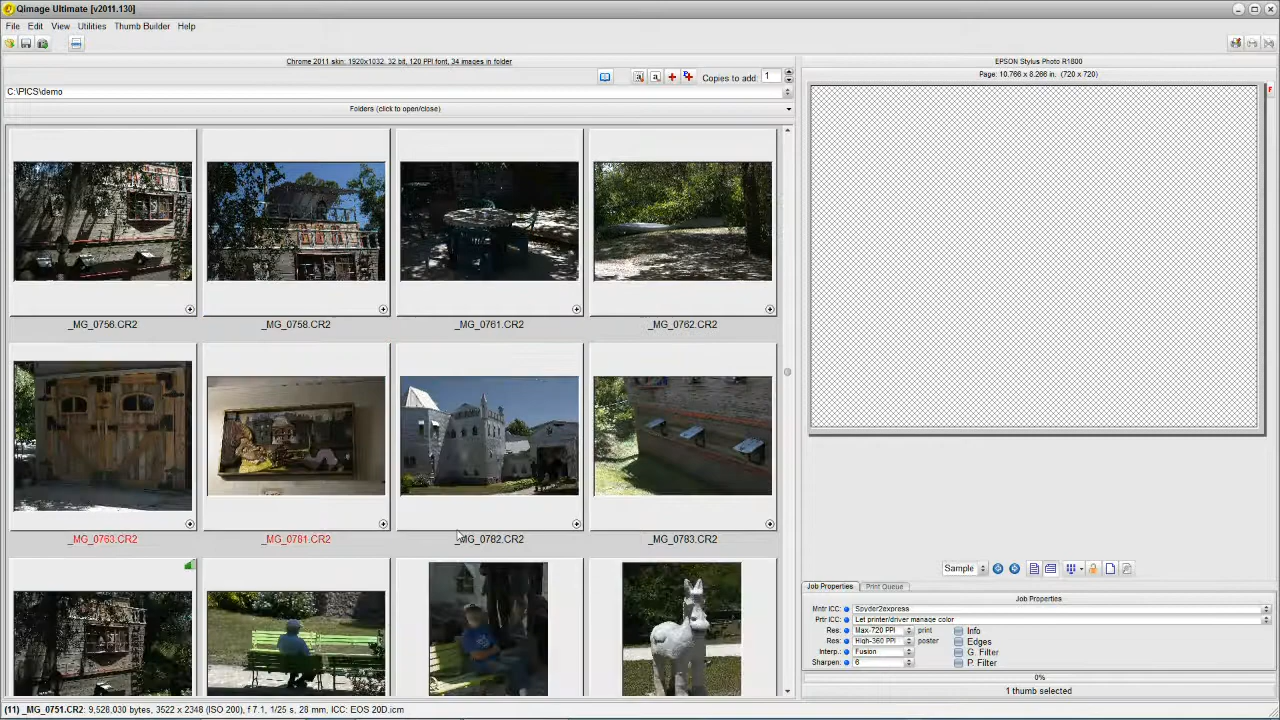 Qimage Ultimate [v2011.130]
File Edit View Utilities Thumb Builder Help
Chrome 2011 skin: 1920x1032, 32 bit, 120 PPI font, 34 images in folder
Copies to add: 1
C:\PICS\demo
Folders (click to open/close)
_MG_0756.CR2 _MG_0758.CR2 _MG_0761.CR2 _MG_0762.CR2
_MG_0763.CR2 _MG_0781.CR2 _MG_0782.CR2 _MG_0783.CR2
EPSON Stylus Photo R1800
Page: 10.766 x 8.266 in. (720 x 720)
F
Sample
Job Properties Print Queue
Job Properties
Mntr ICC: Spyder2express
Prtr ICC: Let printer/driver manage color
Res: Max-720 PPI print Info
Res: High-360 PPI poster Edges
Interp.: Fusion G. Filter
Sharpen: 6 P. Filter
0%
1 thumb selected
(11) _MG_0751.CR2: 9,528,030 bytes, 3522 x 2348 (ISO 200), f 7.1, 1/25 s, 28 mm, ICC: EOS 20D.icm